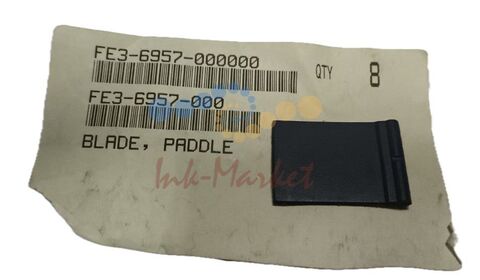 FE3-6957-000000
QTY 8
FE3-6957-000
BLADE, PADDLE
Ink-Market